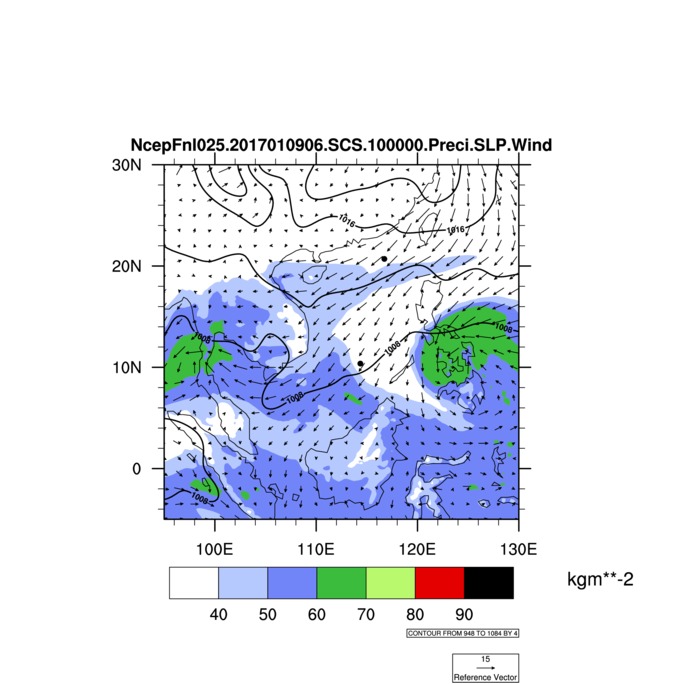 NcepFnl025.2017010906.SCS.100000.Preci.SLP.Wind
30N
1016
1016
20N
1008
1008
1008
10N
1008
0
1008
100E 110E 120E 130E
kgm**-2
40 50 60 70 80 90
CONTOUR FROM 948 TO 1084 BY 4
15
Reference Vector